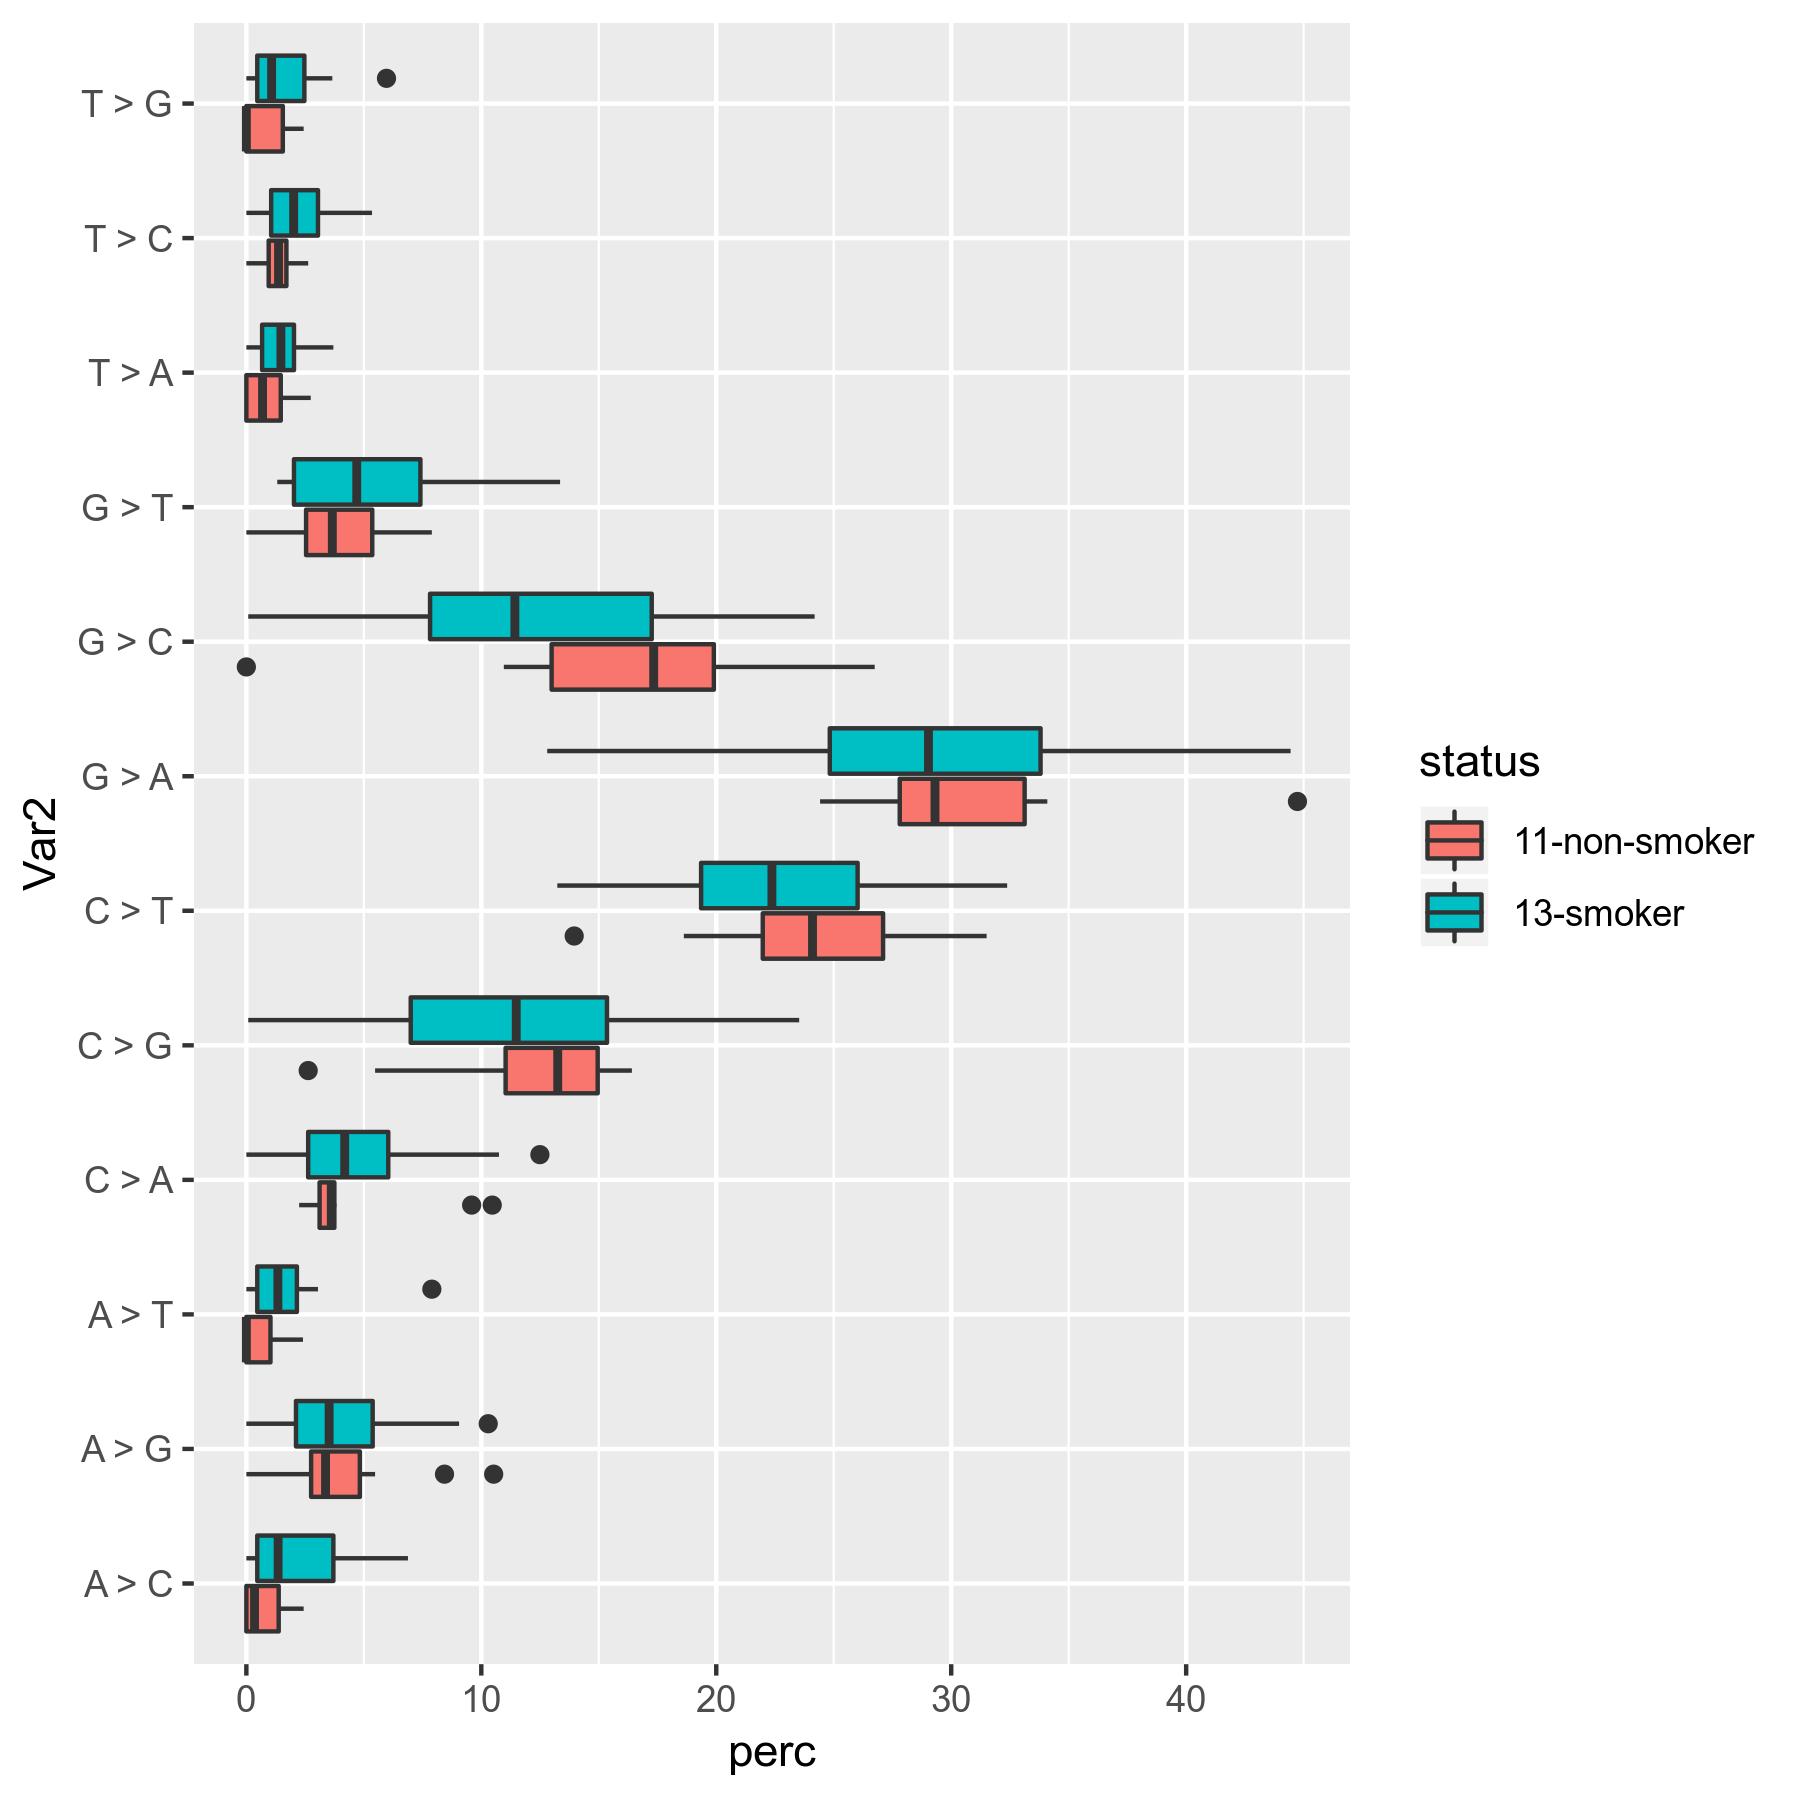 T > G
T > C
T > A
G > T
G > C
G > A
C > T
C > G
C > A
A > T
A > G
A > C
Var2
0 10 20 30 40
perc
status
11-non-smoker
13-smoker